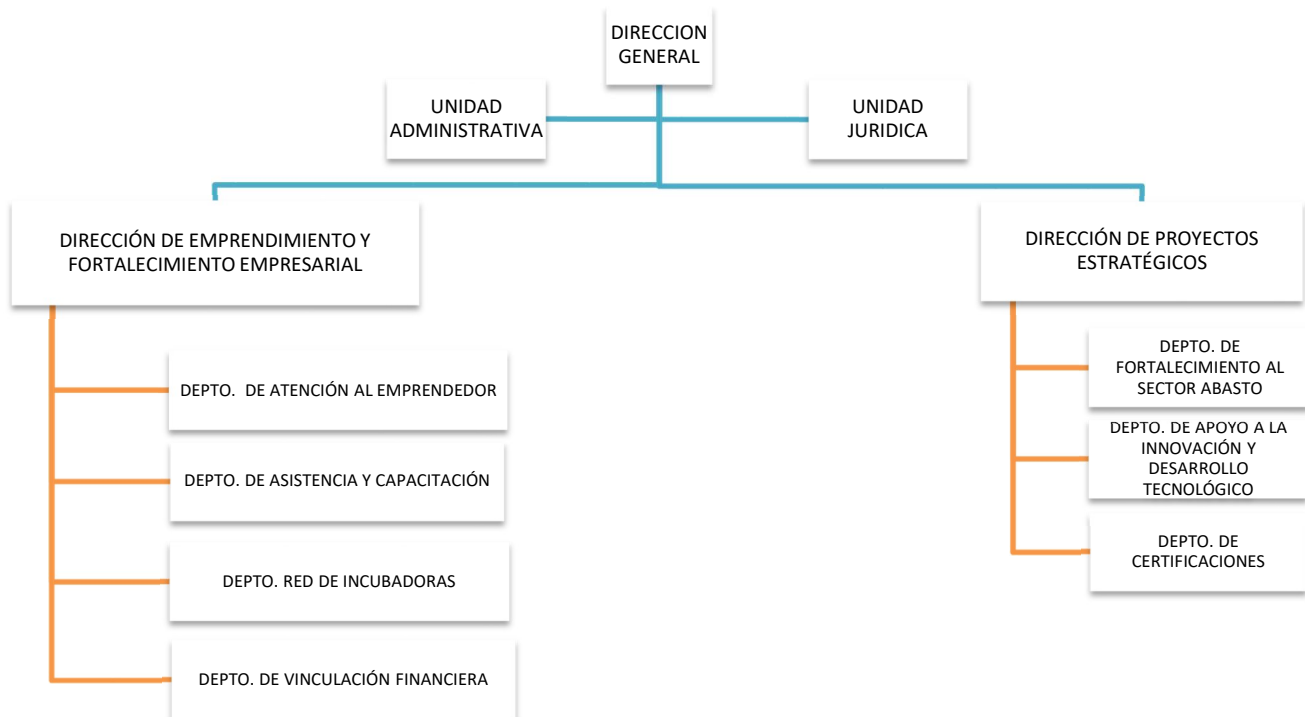 DIRECCION
GENERAL
UNIDAD
ADMINISTRATIVA
UNIDAD
JURIDICA
DIRECCIÓN DE EMPRENDIMIENTO Y
FORTALECIMIENTO EMPRESARIAL
DIRECCIÓN DE PROYECTOS
ESTRATÉGICOS
DEPTO. DE ATENCIÓN AL EMPRENDEDOR
DEPTO. DE ASISTENCIA Y CAPACITACIÓN
DEPTO. RED DE INCUBADORAS
DEPTO. DE VINCULACIÓN FINANCIERA
DEPTO. DE
FORTALECIMIENTO AL
SECTOR ABASTO
DEPTO. DE APOYO A LA
INNOVACIÓN Y
DESARROLLO
TECNOLÓGICO
DEPTO. DE
CERTIFICACIONES